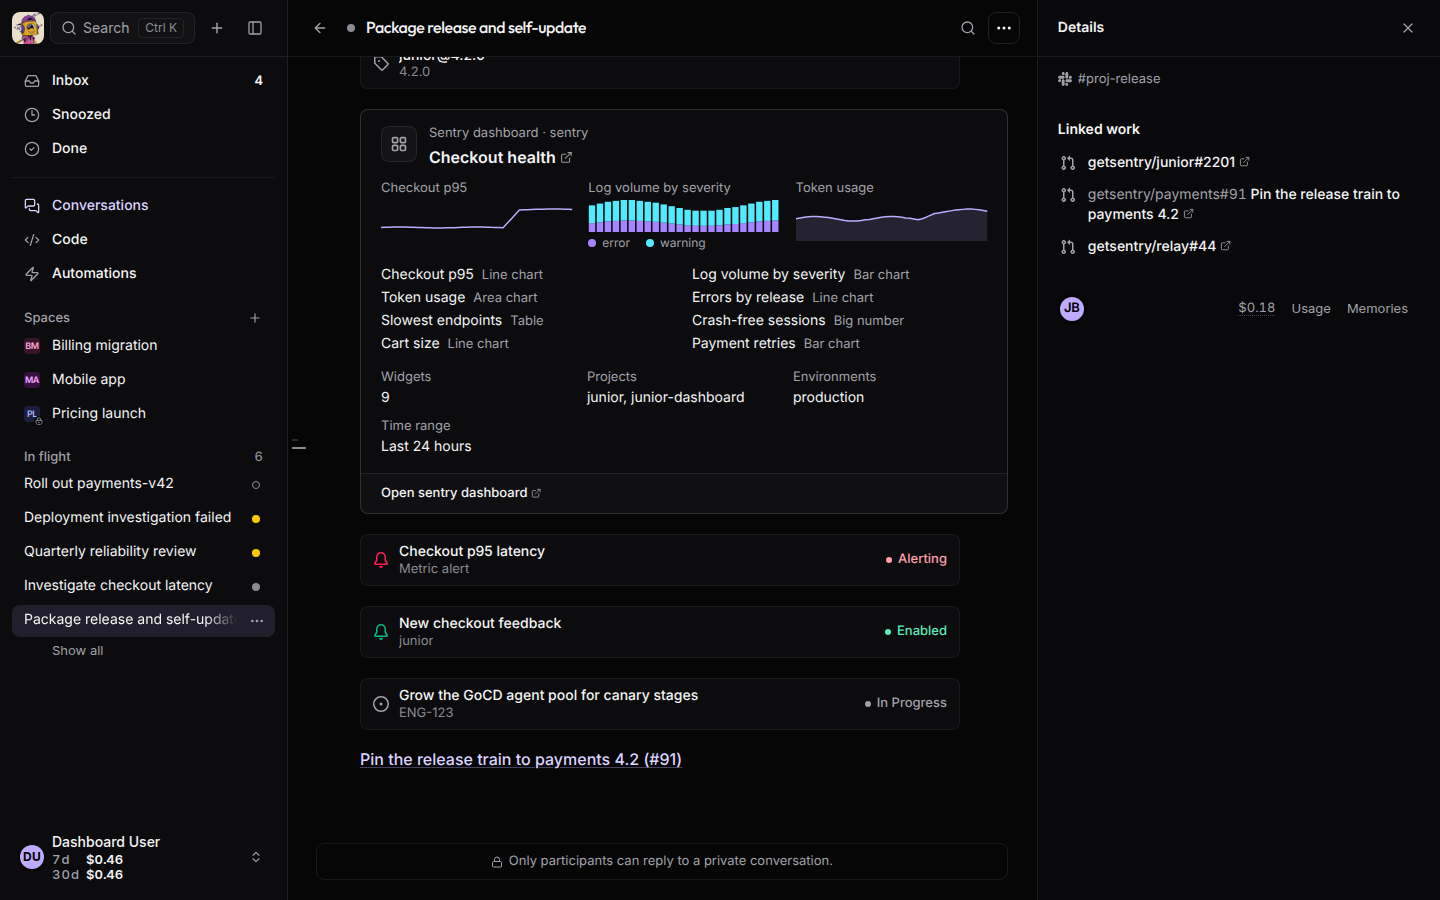 Search Ctrl K
Inbox 4
Snoozed
Done
Conversations
Code
Automations
Spaces
BM Billing migration
MA Mobile app
PL Pricing launch
In flight 6
Roll out payments-v42
Deployment investigation failed
Quarterly reliability review
Investigate checkout latency
Package release and self-updat
Show all
DU Dashboard User
7d $0.46
30d $0.46
Package release and self-update
junior@4.2.0
4.2.0
Sentry dashboard · sentry
Checkout health
Checkout p95
Log volume by severity
error warning
Token usage
Checkout p95 Line chart
Log volume by severity Bar chart
Token usage Area chart
Errors by release Line chart
Slowest endpoints Table
Crash-free sessions Big number
Cart size Line chart
Payment retries Bar chart
Widgets
9
Projects
junior, junior-dashboard
Environments
production
Time range
Last 24 hours
Open sentry dashboard
Checkout p95 latency
Metric alert
Alerting
New checkout feedback
junior
Enabled
Grow the GoCD agent pool for canary stages
ENG-123
In Progress
Pin the release train to payments 4.2 (#91)
Only participants can reply to a private conversation.
Details
#proj-release
Linked work
getsentry/junior#2201
getsentry/payments#91 Pin the release train to
payments 4.2
getsentry/relay#44
JB $0.18 Usage Memories